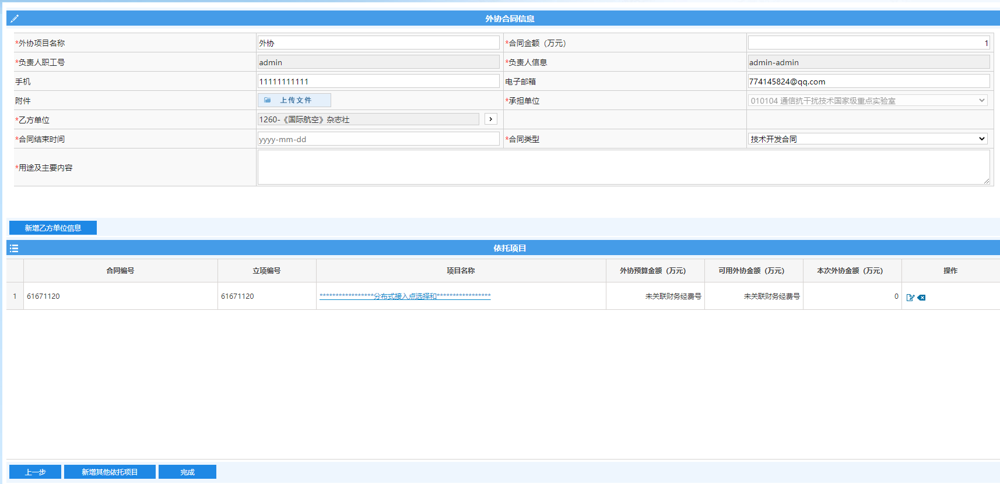 外协合同信息
*外协项目名称 外协 *合同金额（万元） 1
*负责人职工号 admin *负责人信息 admin-admin
手机 11111111111 电子邮箱 774145824@qq.com
附件 上传文件 *承担单位 010104 通信抗干扰技术国家级重点实验室
*乙方单位 1260-《国际航空》杂志社
*合同结束时间 yyyy-mm-dd *合同类型 技术开发合同
*用途及主要内容
新增乙方单位信息
依托项目
合同编号 立项编号 项目名称 外协预算金额（万元） 可用外协金额（万元） 本次外协金额（万元） 操作
1 61671120 61671120 *****************分布式接入点选择和***************** 未关联财务经费号 未关联财务经费号 0
上一步 新增其他依托项目 完成